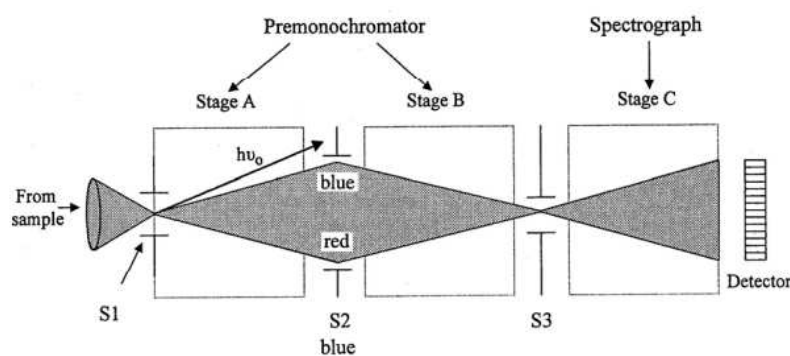 Premonochromator
Spectrograph
Stage A
Stage B
Stage C
hυₒ
From
sample
blue
red
Detector
S1
S2
S3
blue